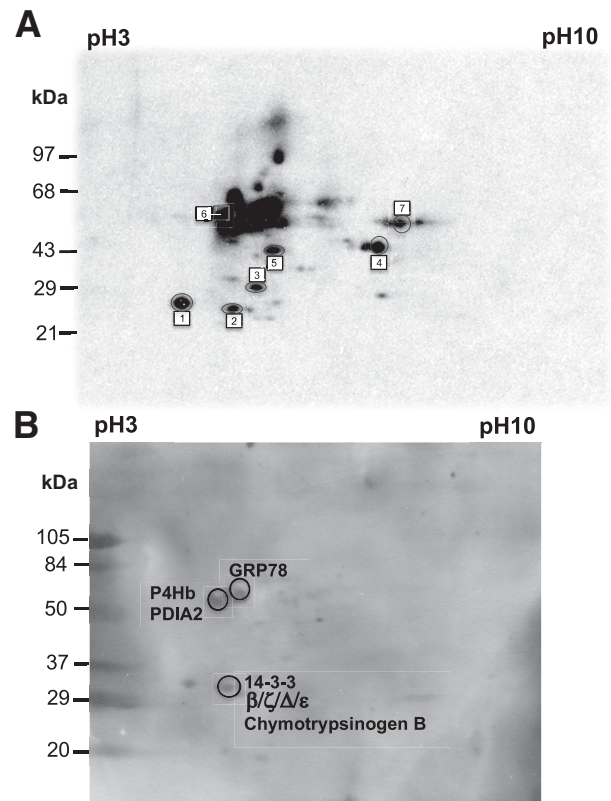 A
pH3 pH10
kDa
97
68
6
7
43
5
4
3
29
1
2
21
B
pH3 pH10
kDa
105
84
GRP78
P4Hb
PDIA2
50
37
14-3-3
β/ζ/Δ/ε
29
Chymotrypsinogen B
20